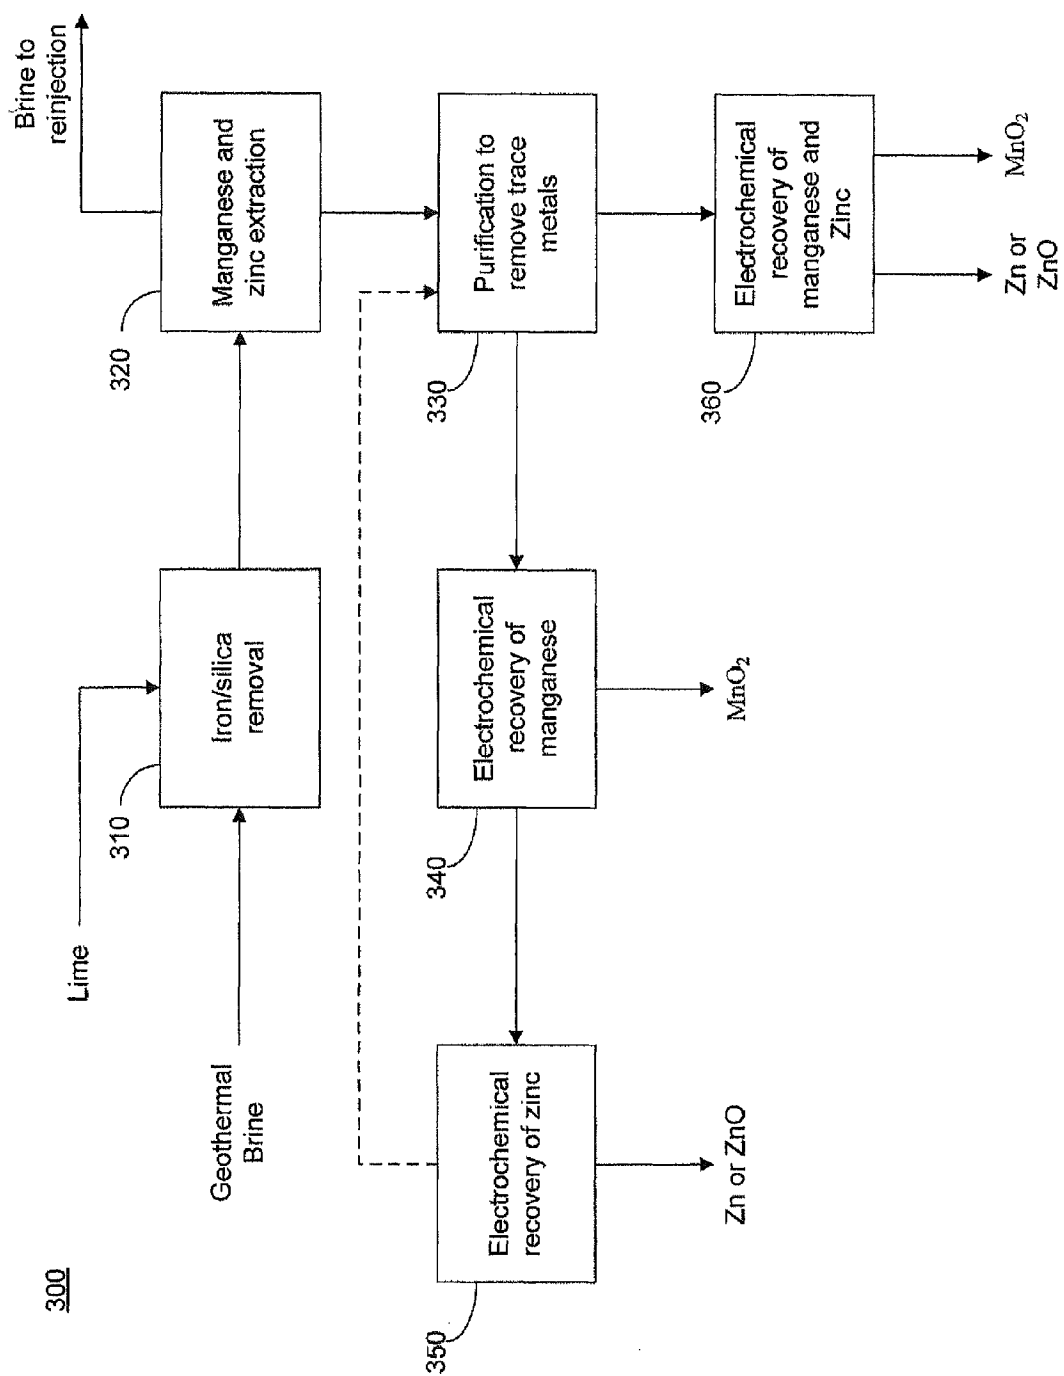 300
Lime
Geothermal
Brine
310
Iron/silica
removal
320
Manganese and
zinc extraction
Brine to
reinjection
330
Purification to
remove trace
metals
340
Electrochemical
recovery of
manganese
MnO₂
350
Electrochemical
recovery of zinc
Zn or ZnO
360
Electrochemical
recovery of
manganese and
Zinc
Zn or
ZnO
MnO₂